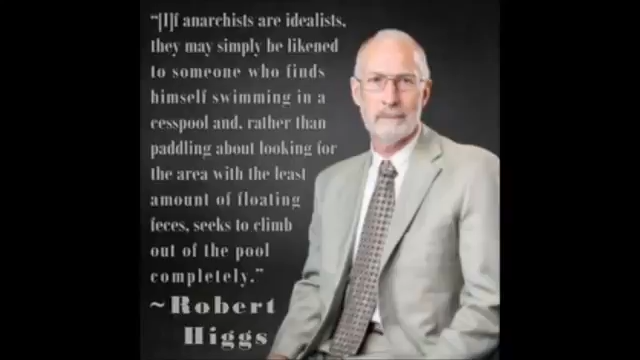 “[I]f anarchists are idealists,
they may simply be likened
to someone who finds
himself swimming in a
cesspool and, rather than
paddling about looking for
the area with the least
amount of floating
feces, seeks to climb
out of the pool
completely.”
~Robert
Higgs